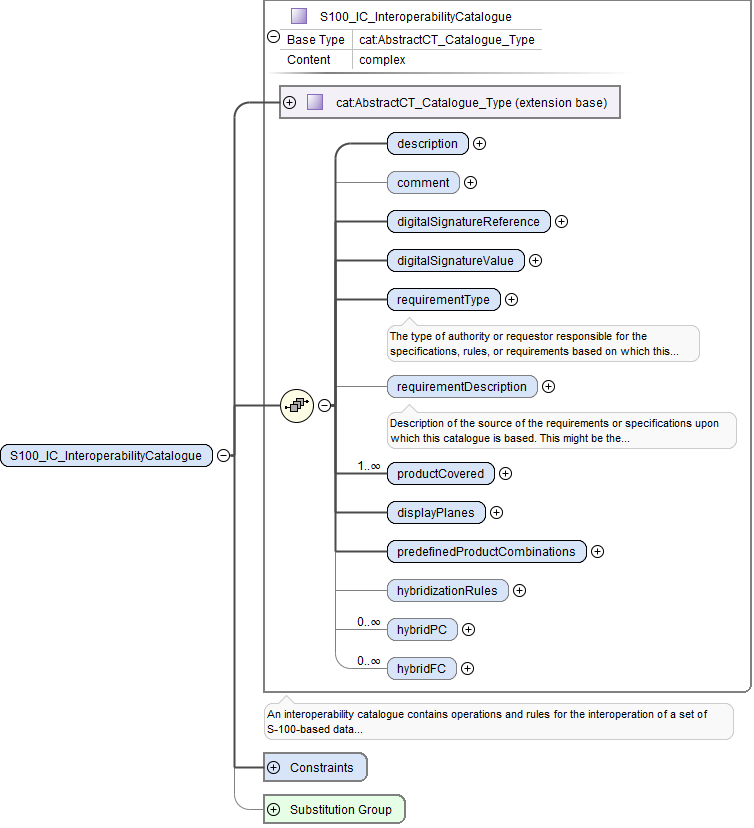 S100_IC_InteroperabilityCatalogue
Base Type cat:AbstractCT_Catalogue_Type
Content complex
cat:AbstractCT_Catalogue_Type (extension base)
description
comment
digitalSignatureReference
digitalSignatureValue
requirementType
The type of authority or requestor responsible for the
specifications, rules, or requirements based on which this...
requirementDescription
Description of the source of the requirements or specifications upon
which this catalogue is based. This might be the...
S100_IC_InteroperabilityCatalogue
1..∞
productCovered
displayPlanes
predefinedProductCombinations
hybridizationRules
0..∞
hybridPC
0..∞
hybridFC
An interoperability catalogue contains operations and rules for the interoperation of a set of
S-100-based data...
Constraints
Substitution Group